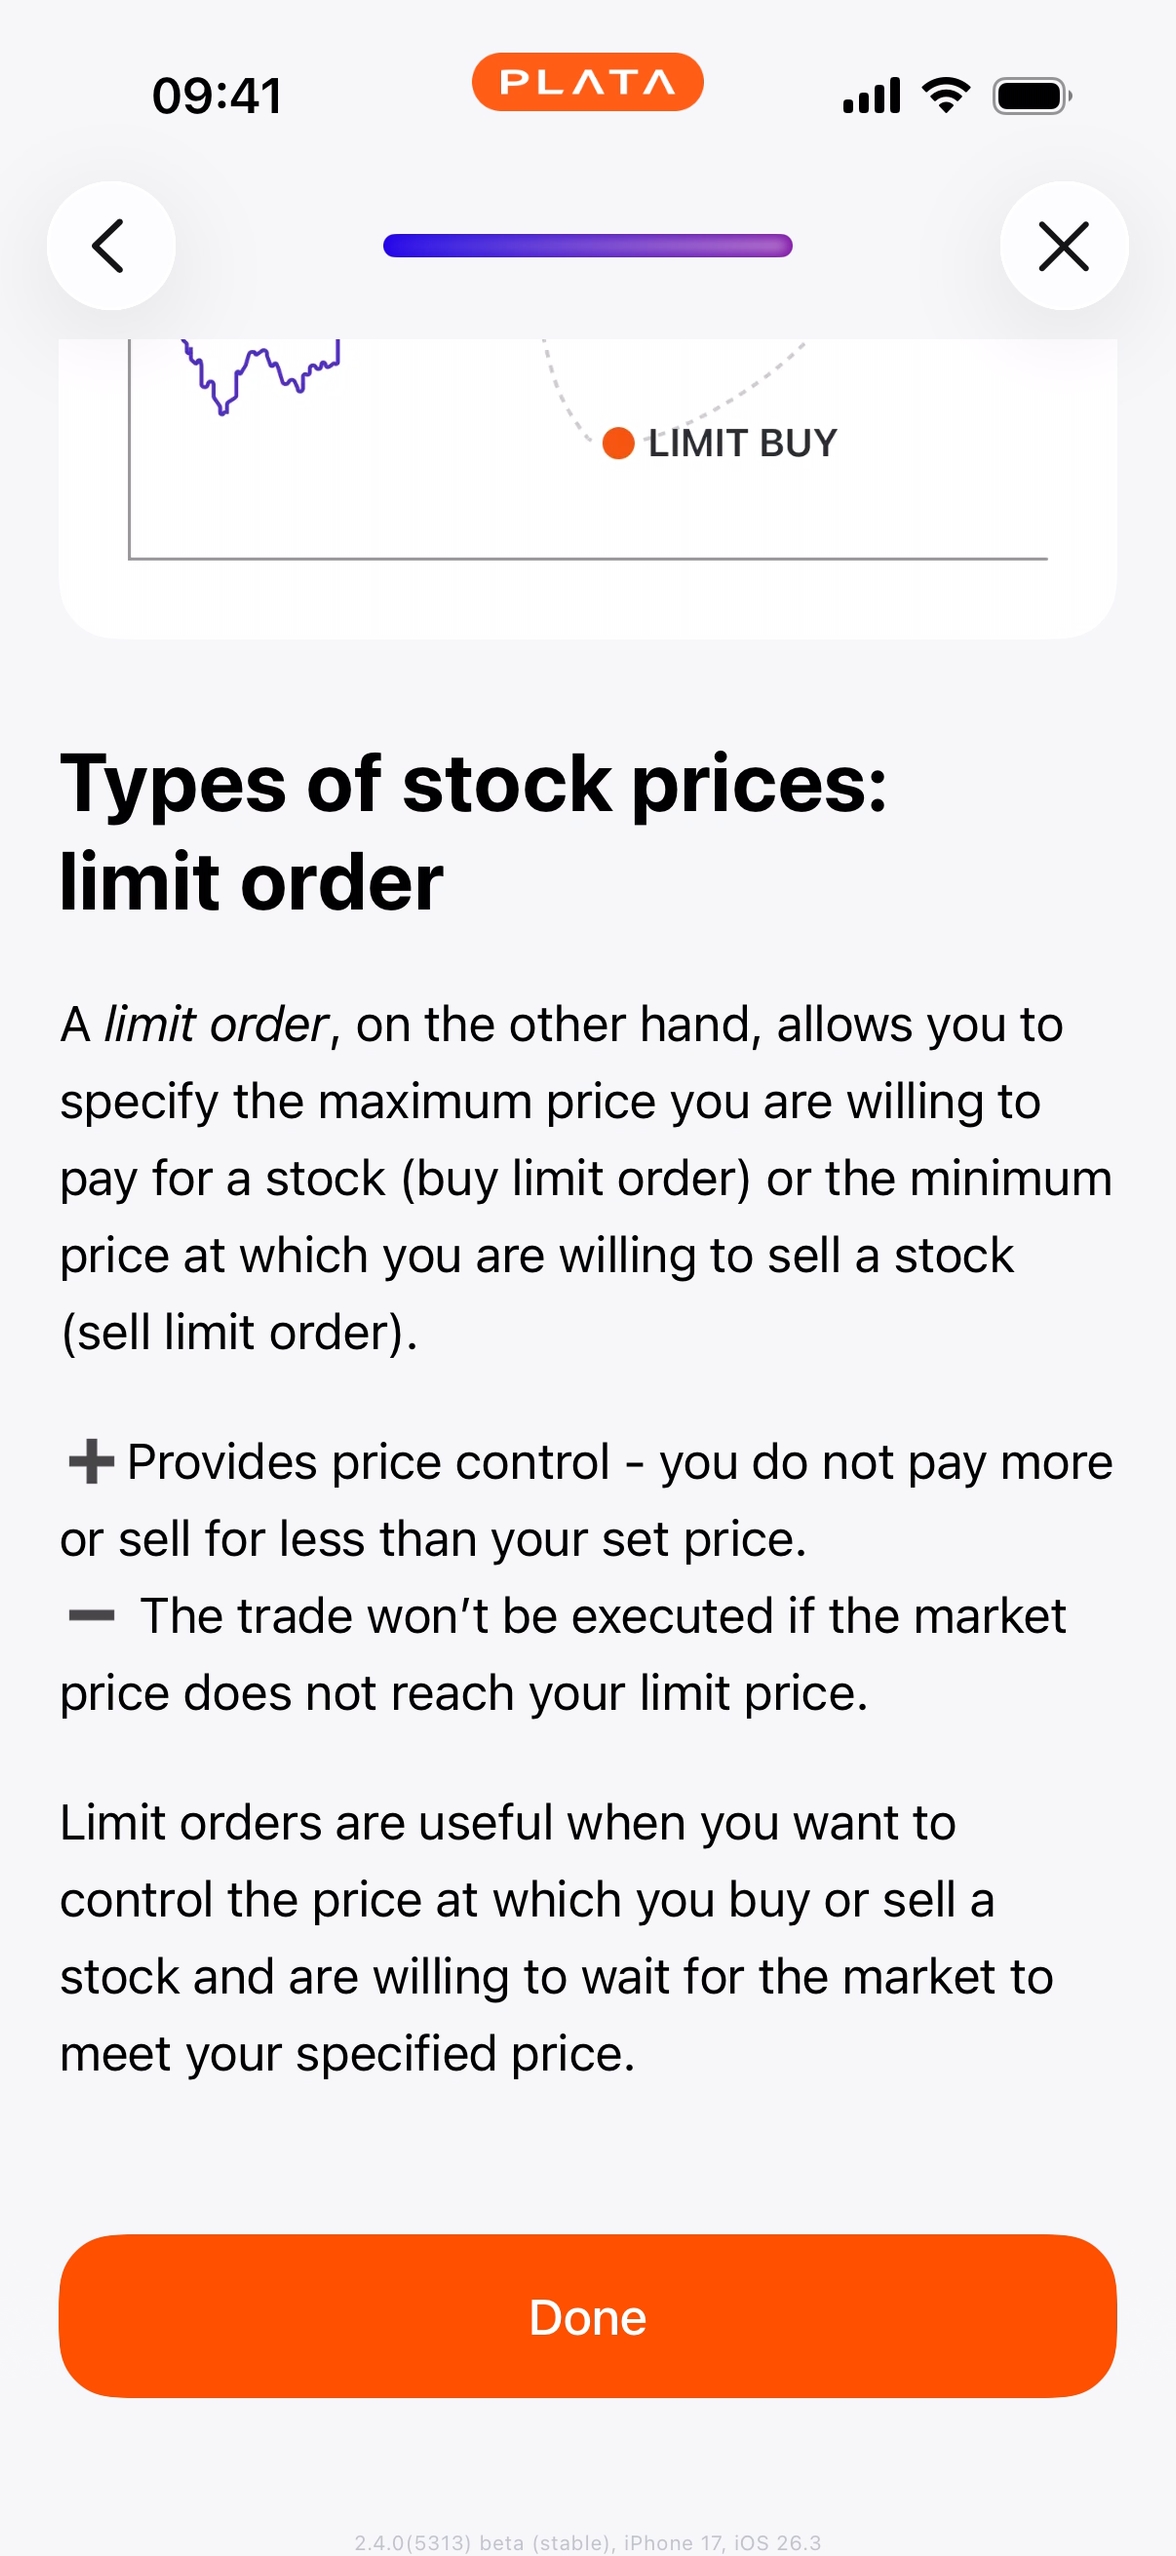 09:41
PLATA
LIMIT BUY
Types of stock prices:
limit order
A limit order, on the other hand, allows you to
specify the maximum price you are willing to
pay for a stock (buy limit order) or the minimum
price at which you are willing to sell a stock
(sell limit order).
➕Provides price control - you do not pay more
or sell for less than your set price.
➖ The trade won’t be executed if the market
price does not reach your limit price.
Limit orders are useful when you want to
control the price at which you buy or sell a
stock and are willing to wait for the market to
meet your specified price.
Done
2.4.0(5313) beta (stable), iPhone 17, iOS 26.3